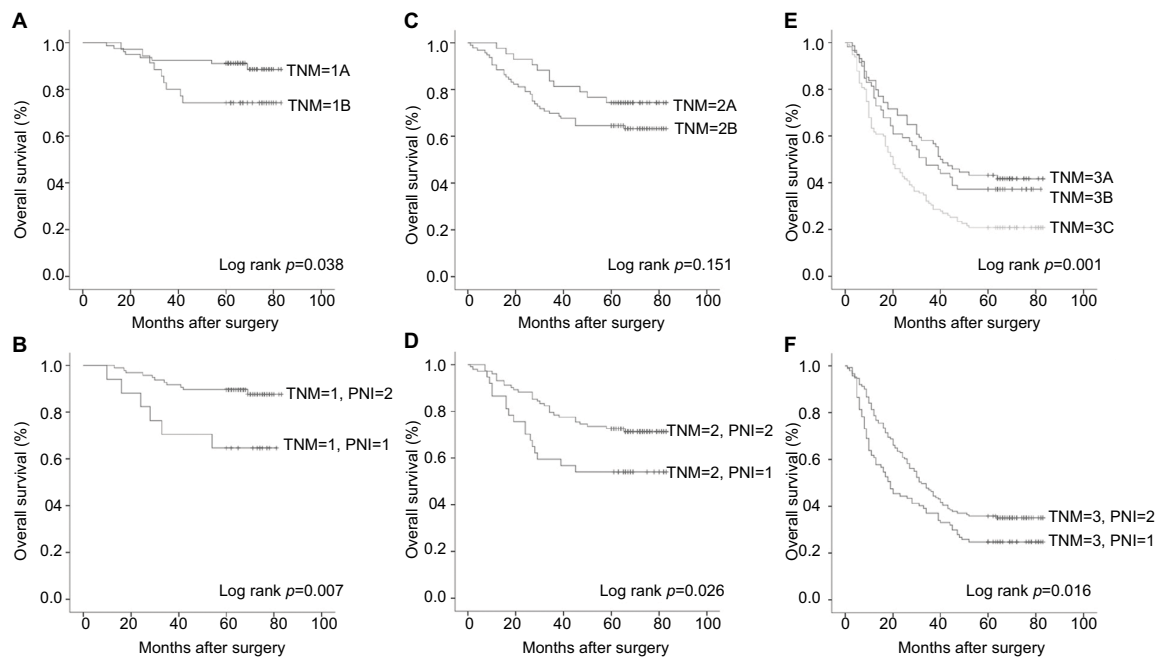 A
Overall survival (%)
1.0
0.8
0.6
0.4
0.2
0.0
TNM=1A
TNM=1B
Log rank p=0.038
0 20 40 60 80 100
Months after surgery
C
Overall survival (%)
1.0
0.8
0.6
0.4
0.2
0.0
TNM=2A
TNM=2B
Log rank p=0.151
0 20 40 60 80 100
Months after surgery
E
Overall survival (%)
1.0
0.8
0.6
0.4
0.2
0.0
TNM=3A
TNM=3B
TNM=3C
Log rank p=0.001
0 20 40 60 80 100
Months after surgery
B
Overall survival (%)
1.0
0.8
0.6
0.4
0.2
0.0
TNM=1, PNI=2
TNM=1, PNI=1
Log rank p=0.007
0 20 40 60 80 100
Months after surgery
D
Overall survival (%)
1.0
0.8
0.6
0.4
0.2
0.0
TNM=2, PNI=2
TNM=2, PNI=1
Log rank p=0.026
0 20 40 60 80 100
Months after surgery
F
Overall survival (%)
1.0
0.8
0.6
0.4
0.2
0.0
TNM=3, PNI=2
TNM=3, PNI=1
Log rank p=0.016
0 20 40 60 80 100
Months after surgery